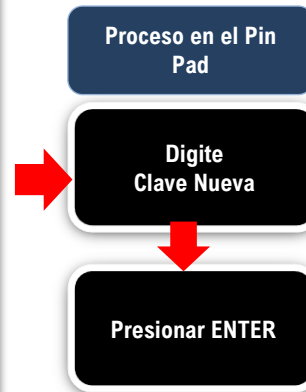 Proceso en el Pin
Pad
Digite
Clave Nueva
Presionar ENTER